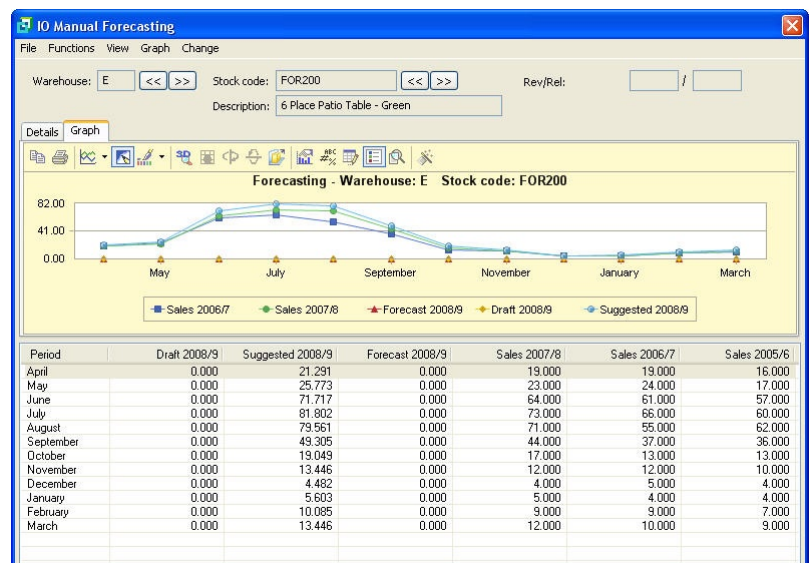 IO Manual Forecasting
File Functions View Graph Change
Warehouse: E << >> Stock code: FOR200 << >> Rev/Rel: /
Description: 6 Place Patio Table - Green
Details Graph
3D ABC #%
Forecasting - Warehouse: E Stock code: FOR200
82.00
41.00
0.00
May July September November January March
Sales 2006/7 Sales 2007/8 Forecast 2008/9 Draft 2008/9 Suggested 2008/9
Period Draft 2008/9 Suggested 2008/9 Forecast 2008/9 Sales 2007/8 Sales 2006/7 Sales 2005/6
April 0.000 21.291 0.000 19.000 19.000 16.000
May 0.000 25.773 0.000 23.000 24.000 17.000
June 0.000 71.717 0.000 64.000 61.000 57.000
July 0.000 81.802 0.000 73.000 66.000 60.000
August 0.000 79.561 0.000 71.000 55.000 62.000
September 0.000 49.305 0.000 44.000 37.000 36.000
October 0.000 19.049 0.000 17.000 13.000 13.000
November 0.000 13.446 0.000 12.000 12.000 10.000
December 0.000 4.482 0.000 4.000 5.000 4.000
January 0.000 5.603 0.000 5.000 4.000 4.000
February 0.000 10.085 0.000 9.000 9.000 7.000
March 0.000 13.446 0.000 12.000 10.000 9.000